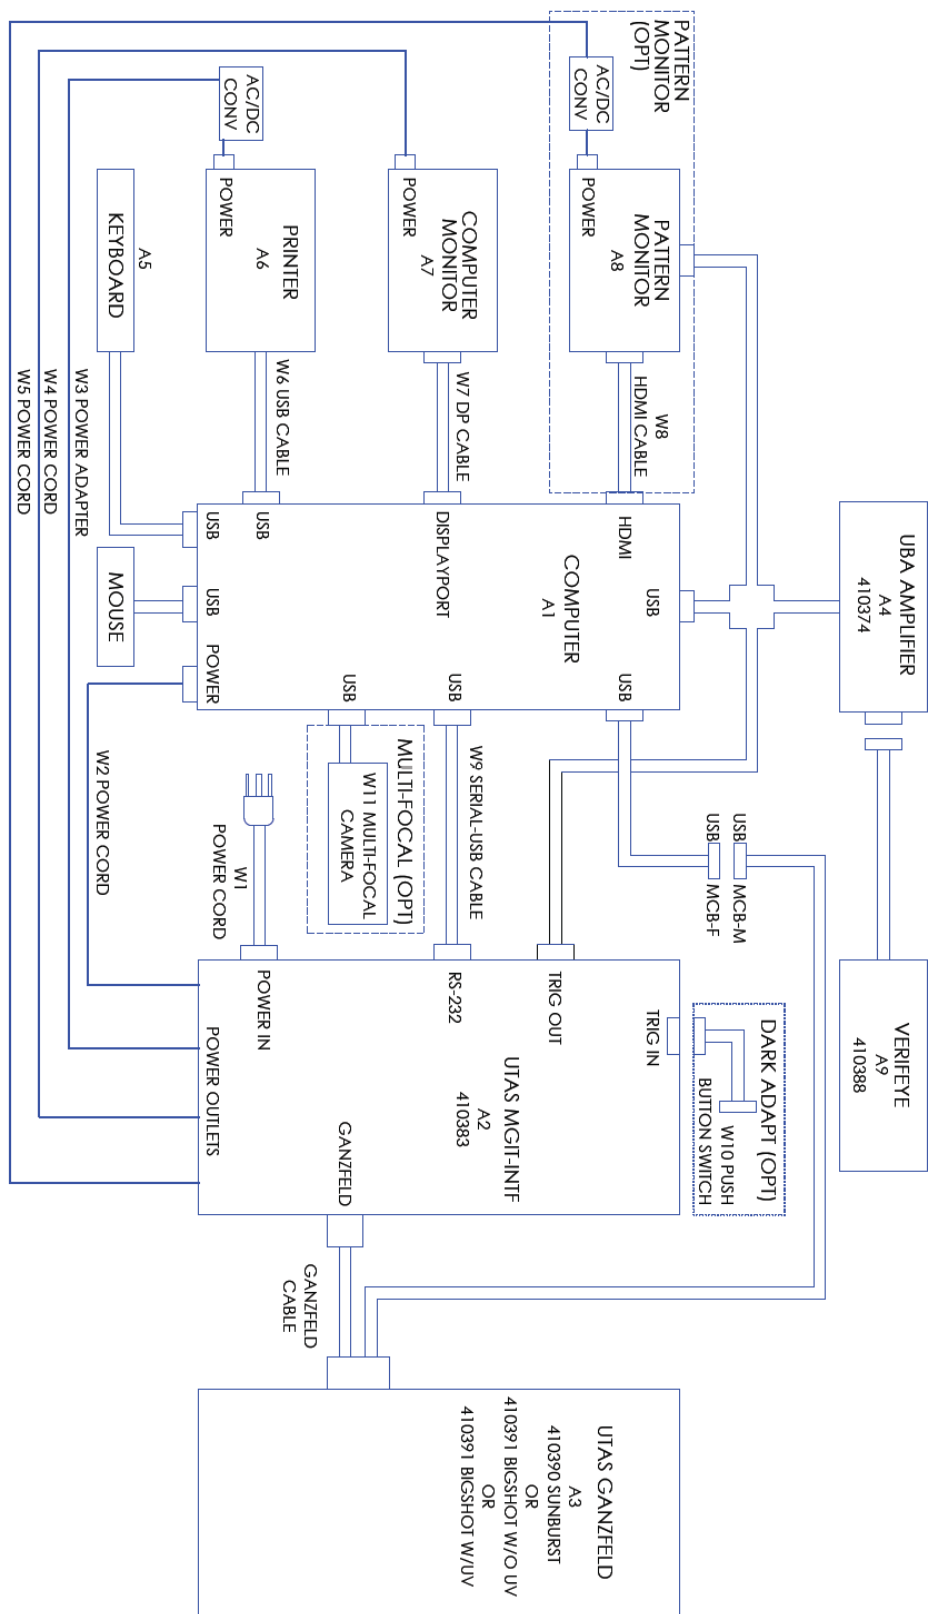 PATTERN
MONITOR
(OPT)
AC/DC
CONV
POWER
PATTERN
MONITOR
A8
W8
HDMI CABLE
AC/DC
CONV
POWER
COMPUTER
MONITOR
A7
W7 DP CABLE
POWER
PRINTER
A6
W6 USB CABLE
A5
KEYBOARD
W3 POWER ADAPTER
W4 POWER CORD
W5 POWER CORD
UBA AMPLIFIER
A4
410374
HDMI
USB
COMPUTER
A1
DISPLAYPORT
USB
USB
USB
POWER
USB
USB
USB
MOUSE
W2 POWER CORD
W9 SERIAL-USB CABLE
MULTI-FOCAL (OPT)
W11 MULTI-FOCAL
CAMERA
W1
POWER CORD
USB MCB-M
USB MCB-F
VERIFEYE
A9
410388
DARK ADAPT (OPT)
W10 PUSH
BUTTON SWITCH
TRIG IN
TRIG OUT
RS-232
UTAS MGIT-INTF
A2
410383
POWER IN
POWER OUTLETS
GANZFELD
GANZFELD
CABLE
UTAS GANZFELD
A3
410390 SUNBURST
OR
410391 BIGSHOT W/O UV
OR
410391 BIGSHOT W/UV